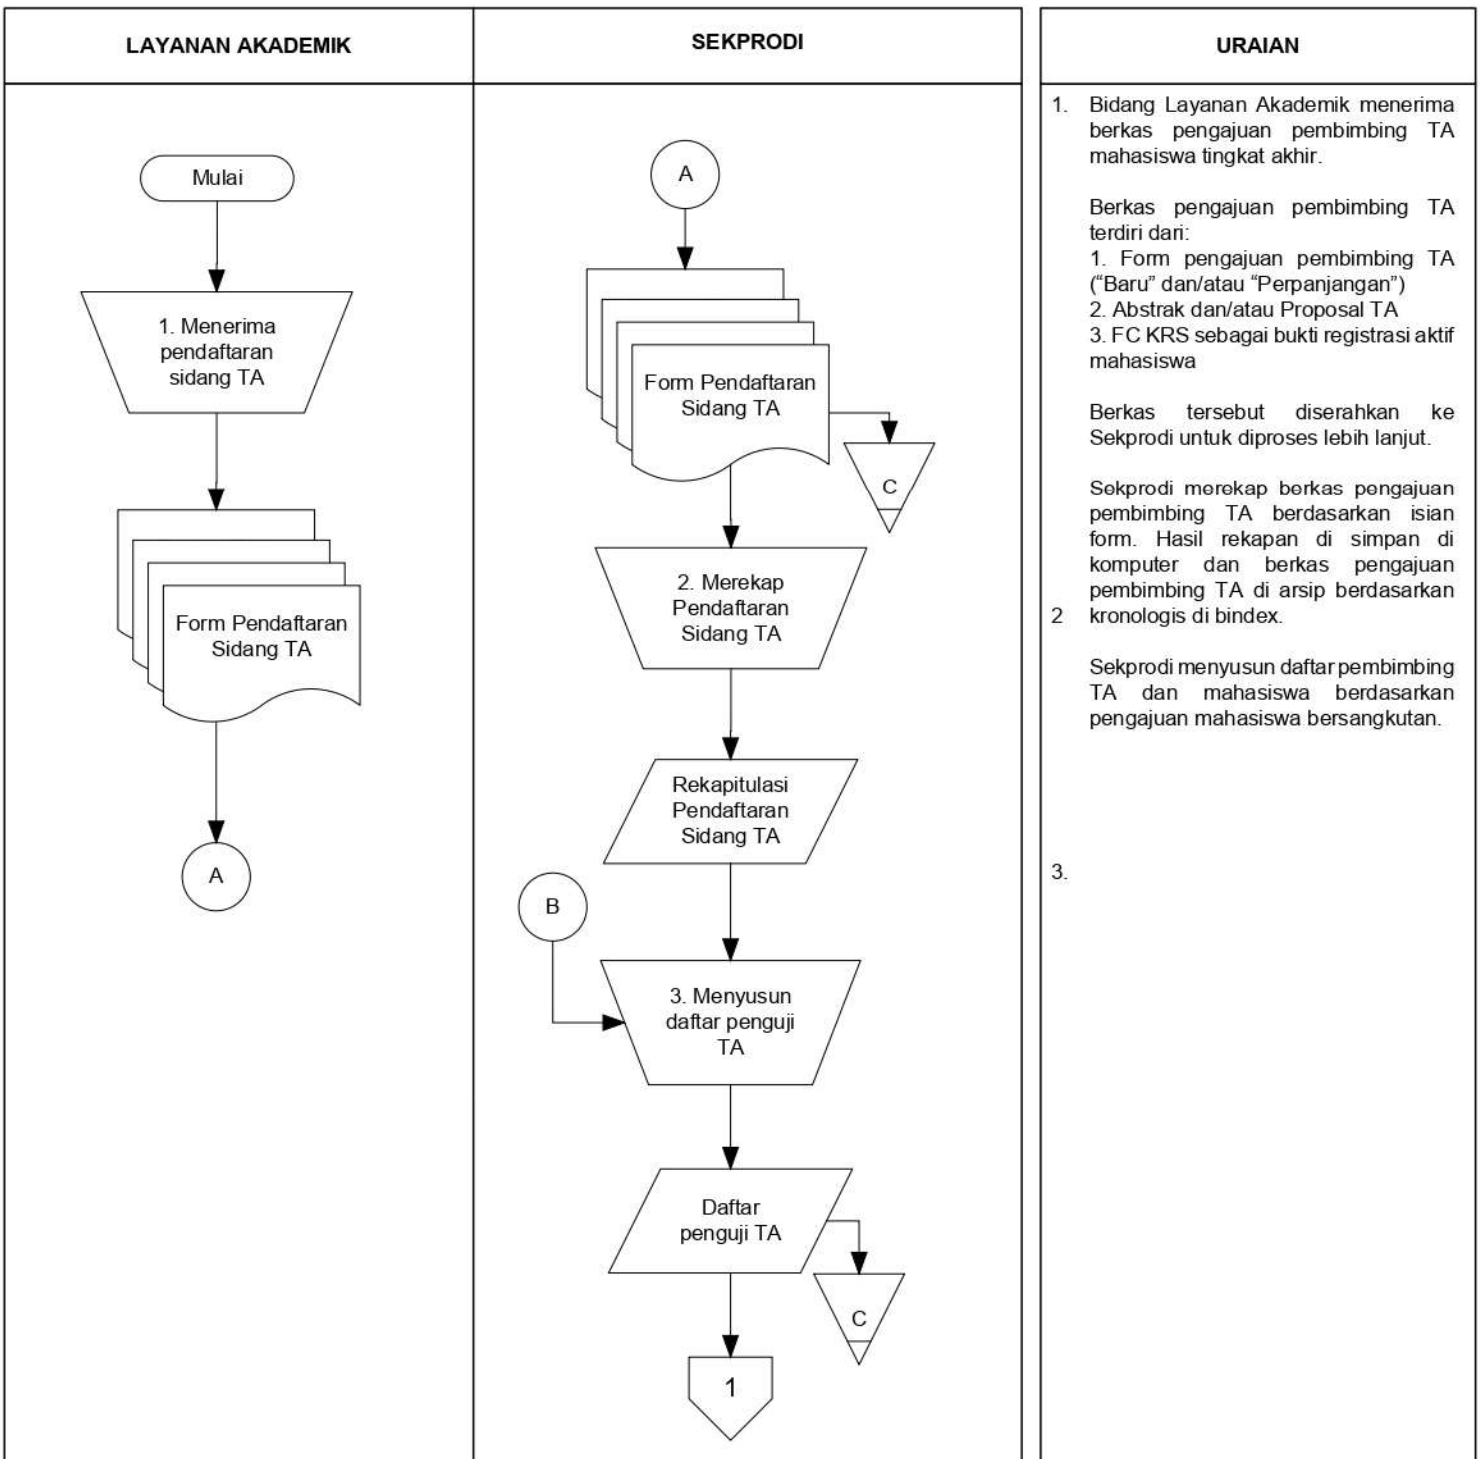 LAYANAN AKADEMIK
SEKPRODI
URAIAN
Mulai
1. Menerima
pendaftaran
sidang TA
Form Pendaftaran
Sidang TA
A
A
Form Pendaftaran
Sidang TA
C
2. Merekap
Pendaftaran
Sidang TA
Rekapitulasi
Pendaftaran
Sidang TA
B
3. Menyusun
daftar penguji
TA
Daftar
penguji TA
C
1
1. Bidang Layanan Akademik menerima
berkas pengajuan pembimbing TA
mahasiswa tingkat akhir.
Berkas pengajuan pembimbing TA
terdiri dari:
1. Form pengajuan pembimbing TA
(“Baru” dan/atau “Perpanjangan”)
2. Abstrak dan/atau Proposal TA
3. FC KRS sebagai bukti registrasi aktif
mahasiswa
Berkas tersebut diserahkan ke
Sekprodi untuk diproses lebih lanjut.
Sekprodi merekap berkas pengajuan
pembimbing TA berdasarkan isian
form. Hasil rekapan di simpan di
komputer dan berkas pengajuan
pembimbing TA di arsip berdasarkan
2 kronologis di bindex.
Sekprodi menyusun daftar pembimbing
TA dan mahasiswa berdasarkan
pengajuan mahasiswa bersangkutan.
3.